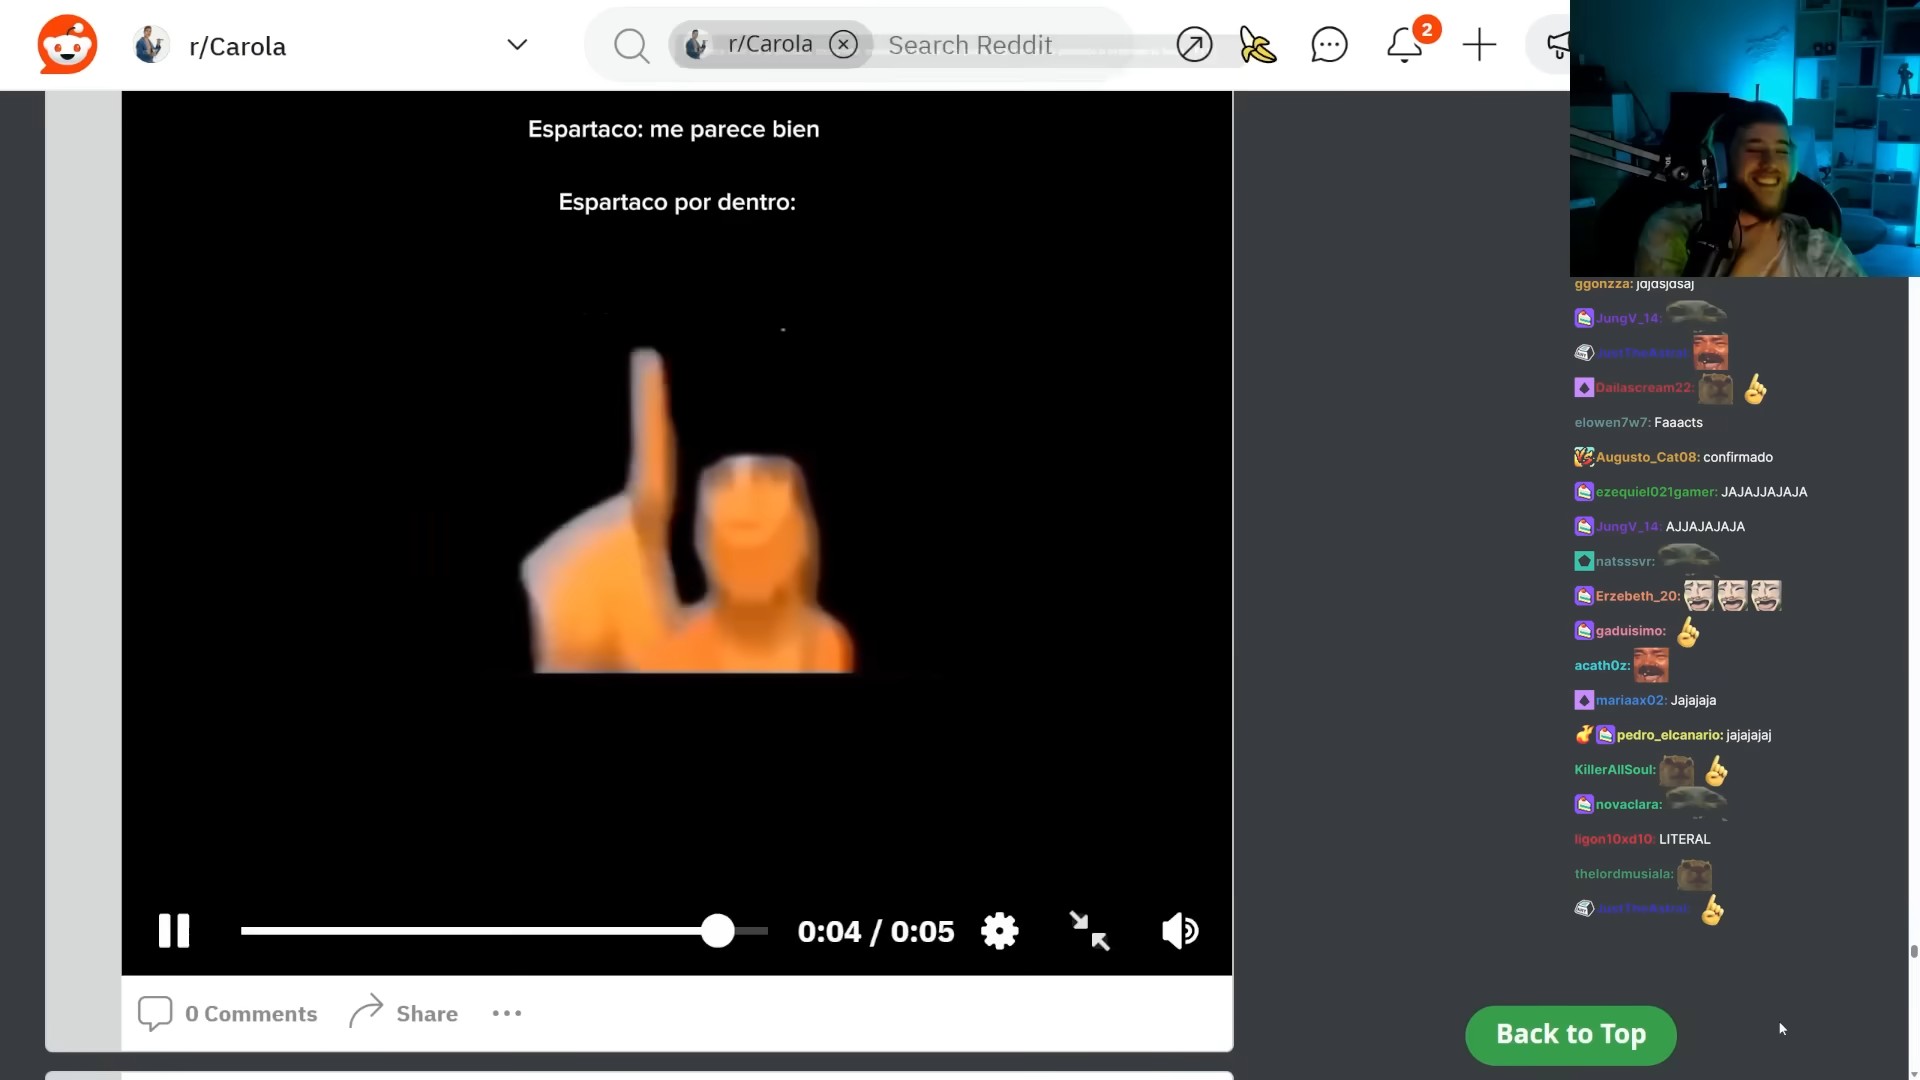 r/Carola
r/Carola
Search Reddit
2
Espartaco: me parece bien
Espartaco por dentro:
0:04 / 0:05
0 Comments
Share
Back to Top
ggonzza: jdjdsjdsaj
JungV_14:
Dailascream22:
elowen7w7: Faaacts
Augusto_Cat08: confirmado
ezequiel021gamer: JAJAJJAJAJA
JungV_14: AJJAJAJAJA
natsssvr:
Erzebeth_20:
gaduisimo:
acath0z:
mariaax02: Jajajaja
pedro_elcanario: jajajajaj
KillerAllSoul:
novaclara:
ligon10xd10: LITERAL
thelordmusiala: